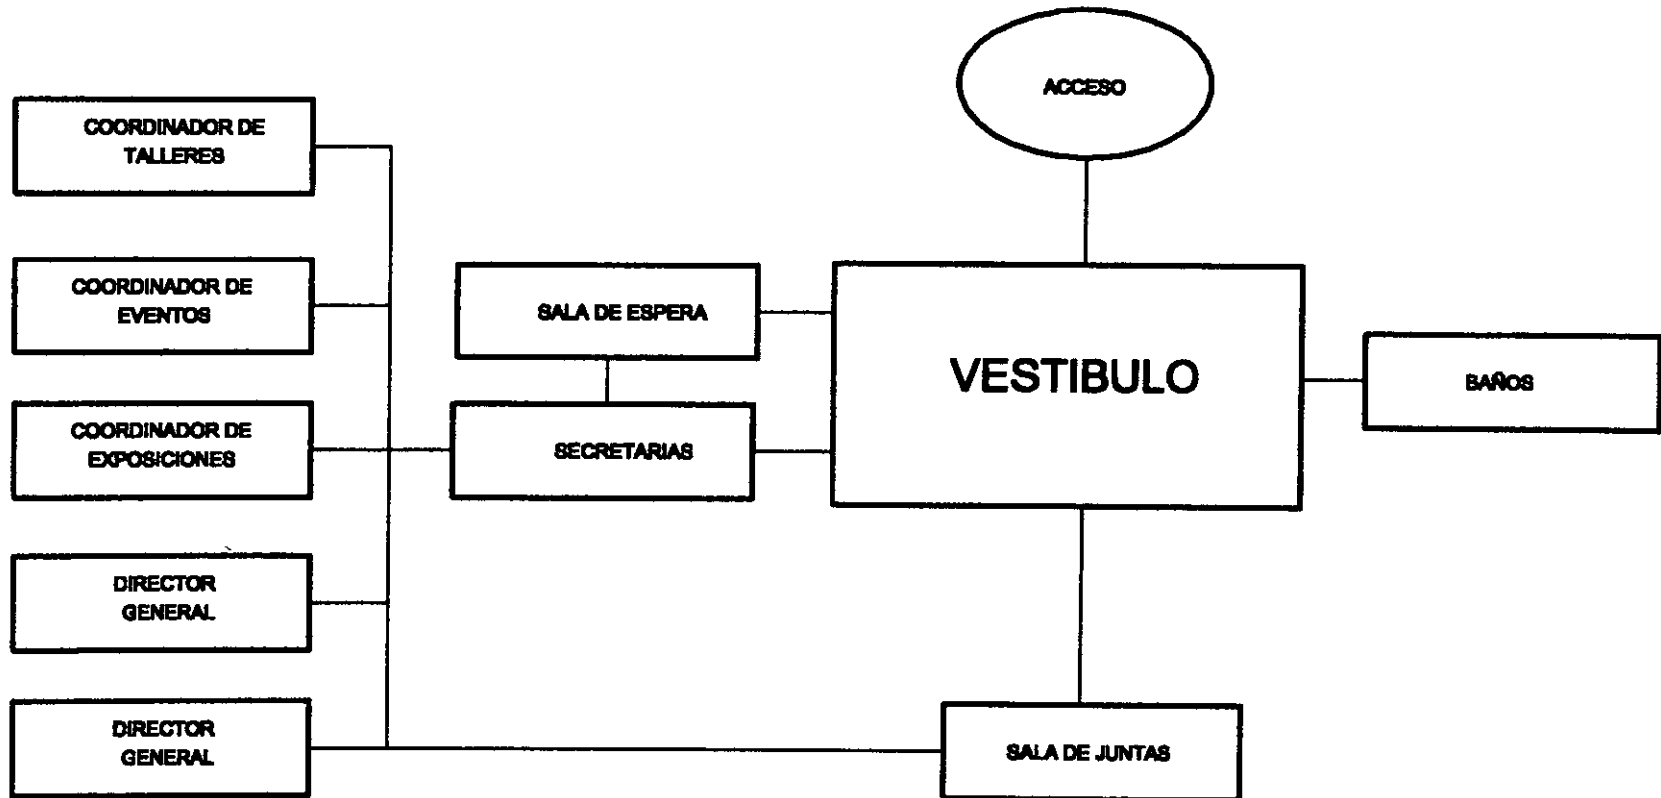 ACCESO
COORDINADOR DE
TALLERES
COORDINADOR DE
EVENTOS
SALA DE ESPERA
VESTIBULO
BAÑOS
COORDINADOR DE
EXPOSICIONES
SECRETARIAS
DIRECTOR
GENERAL
DIRECTOR
GENERAL
SALA DE JUNTAS